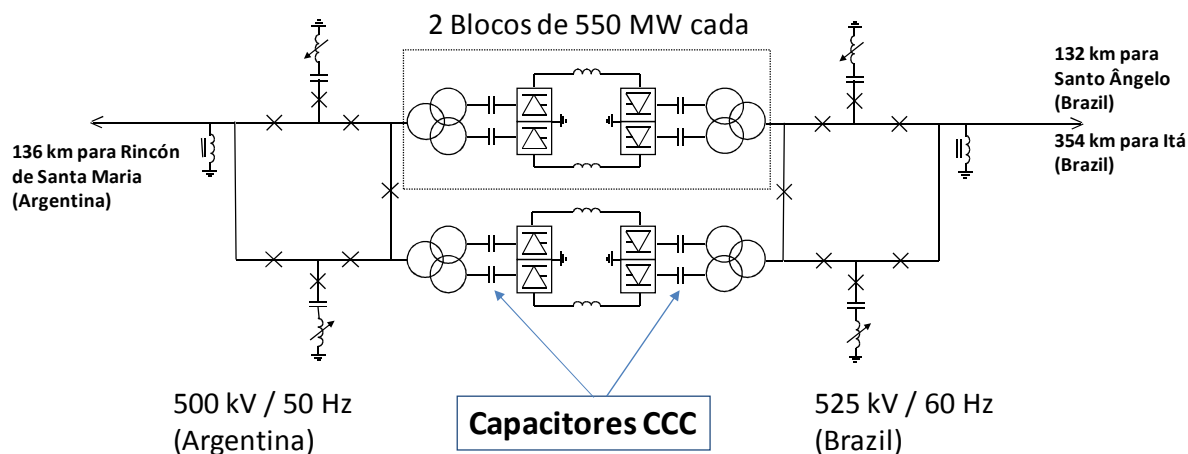 2 Blocos de 550 MW cada
132 km para
Santo Ângelo
(Brazil)
354 km para Itá
(Brazil)
136 km para Rincón
de Santa Maria
(Argentina)
500 kV / 50 Hz
(Argentina)
Capacitores CCC
525 kV / 60 Hz
(Brazil)